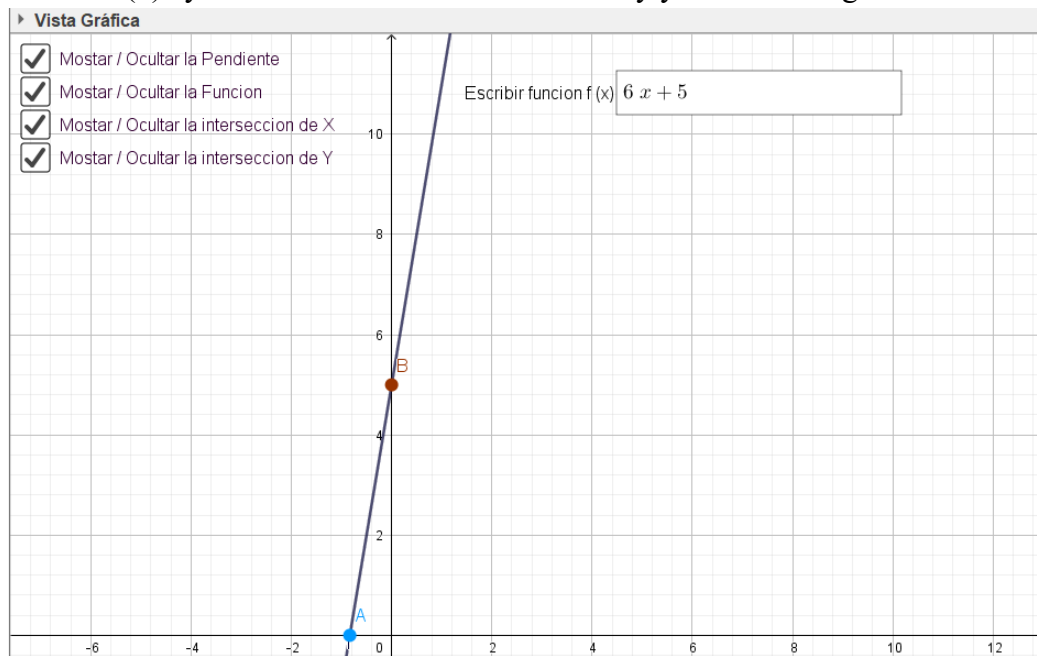 Vista Gráfica
Mostar / Ocultar la Pendiente
Mostar / Ocultar la Funcion
Escribir funcion f (x) 6 x + 5
Mostar / Ocultar la interseccion de X
Mostar / Ocultar la interseccion de Y
10
8
6
B
4
2
A
-6 -4 -2 0 2 4 6 8 10 12